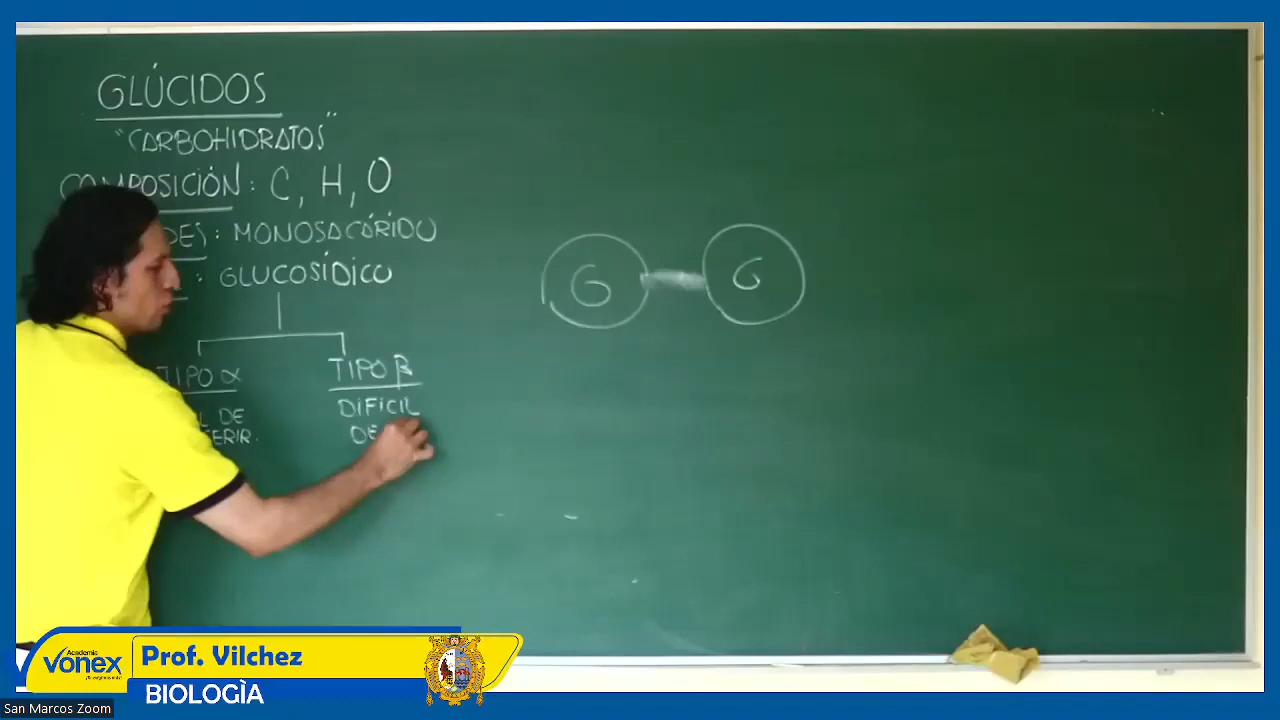 GLÚCIDOS
"CARBOHIDRATOS"
COMPOSICIÓN: C, H, O
DES: MONOSACÁRIDO
: GLUCOSÍDICO
TIPO α
TIPO β
L DE
ERIR.
DIFICIL
DE
G
G
Academia
vonex
Prof. Vilchez
BIOLOGÌA
San Marcos Zoom